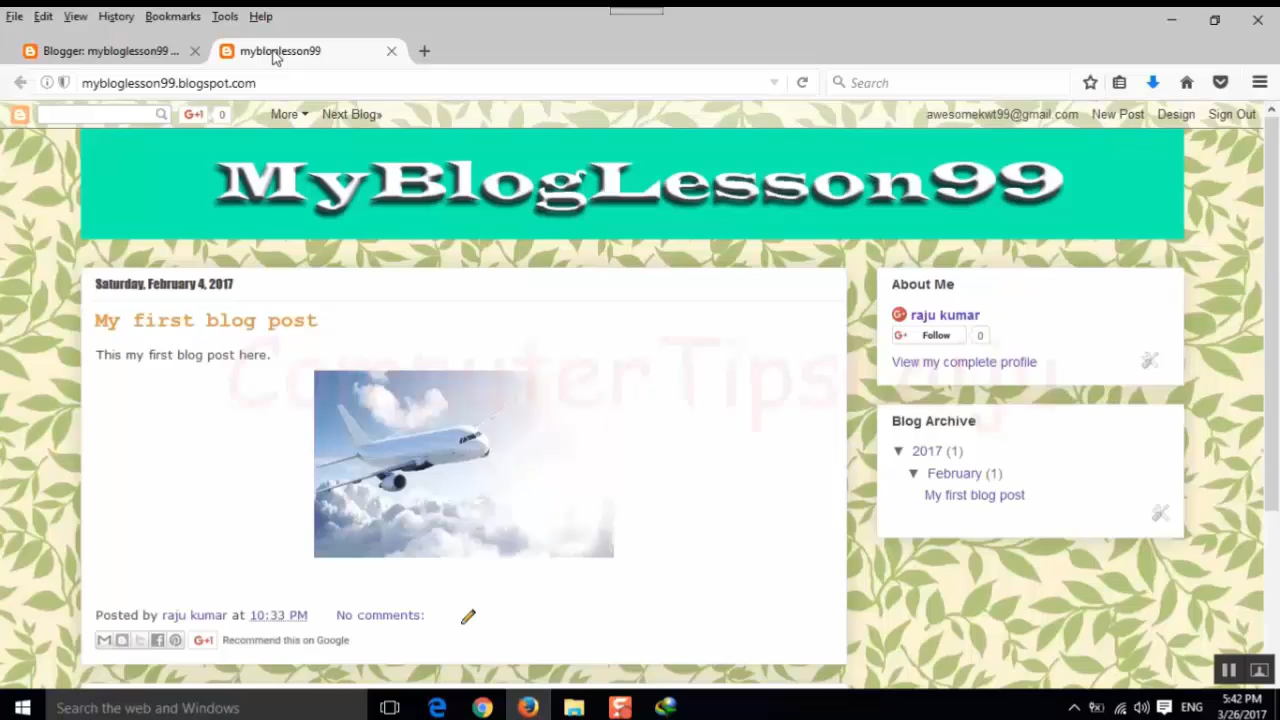 File Edit View History Bookmarks Tools Help
Blogger: mybloglesson99 ... mybloglesson99
mybloglesson99.blogspot.com Search
G+1 0 More Next Blog» awesomekwt99@gmail.com New Post Design Sign Out
MyBlogLesson99
Saturday, February 4, 2017
My first blog post
This my first blog post here.
Posted by raju kumar at 10:33 PM No comments:
G+1 Recommend this on Google
About Me
raju kumar
G+ Follow 0
View my complete profile
Blog Archive
▼ 2017 (1)
▼ February (1)
My first blog post
Search the web and Windows
ENG
5:42 PM
3/26/2017